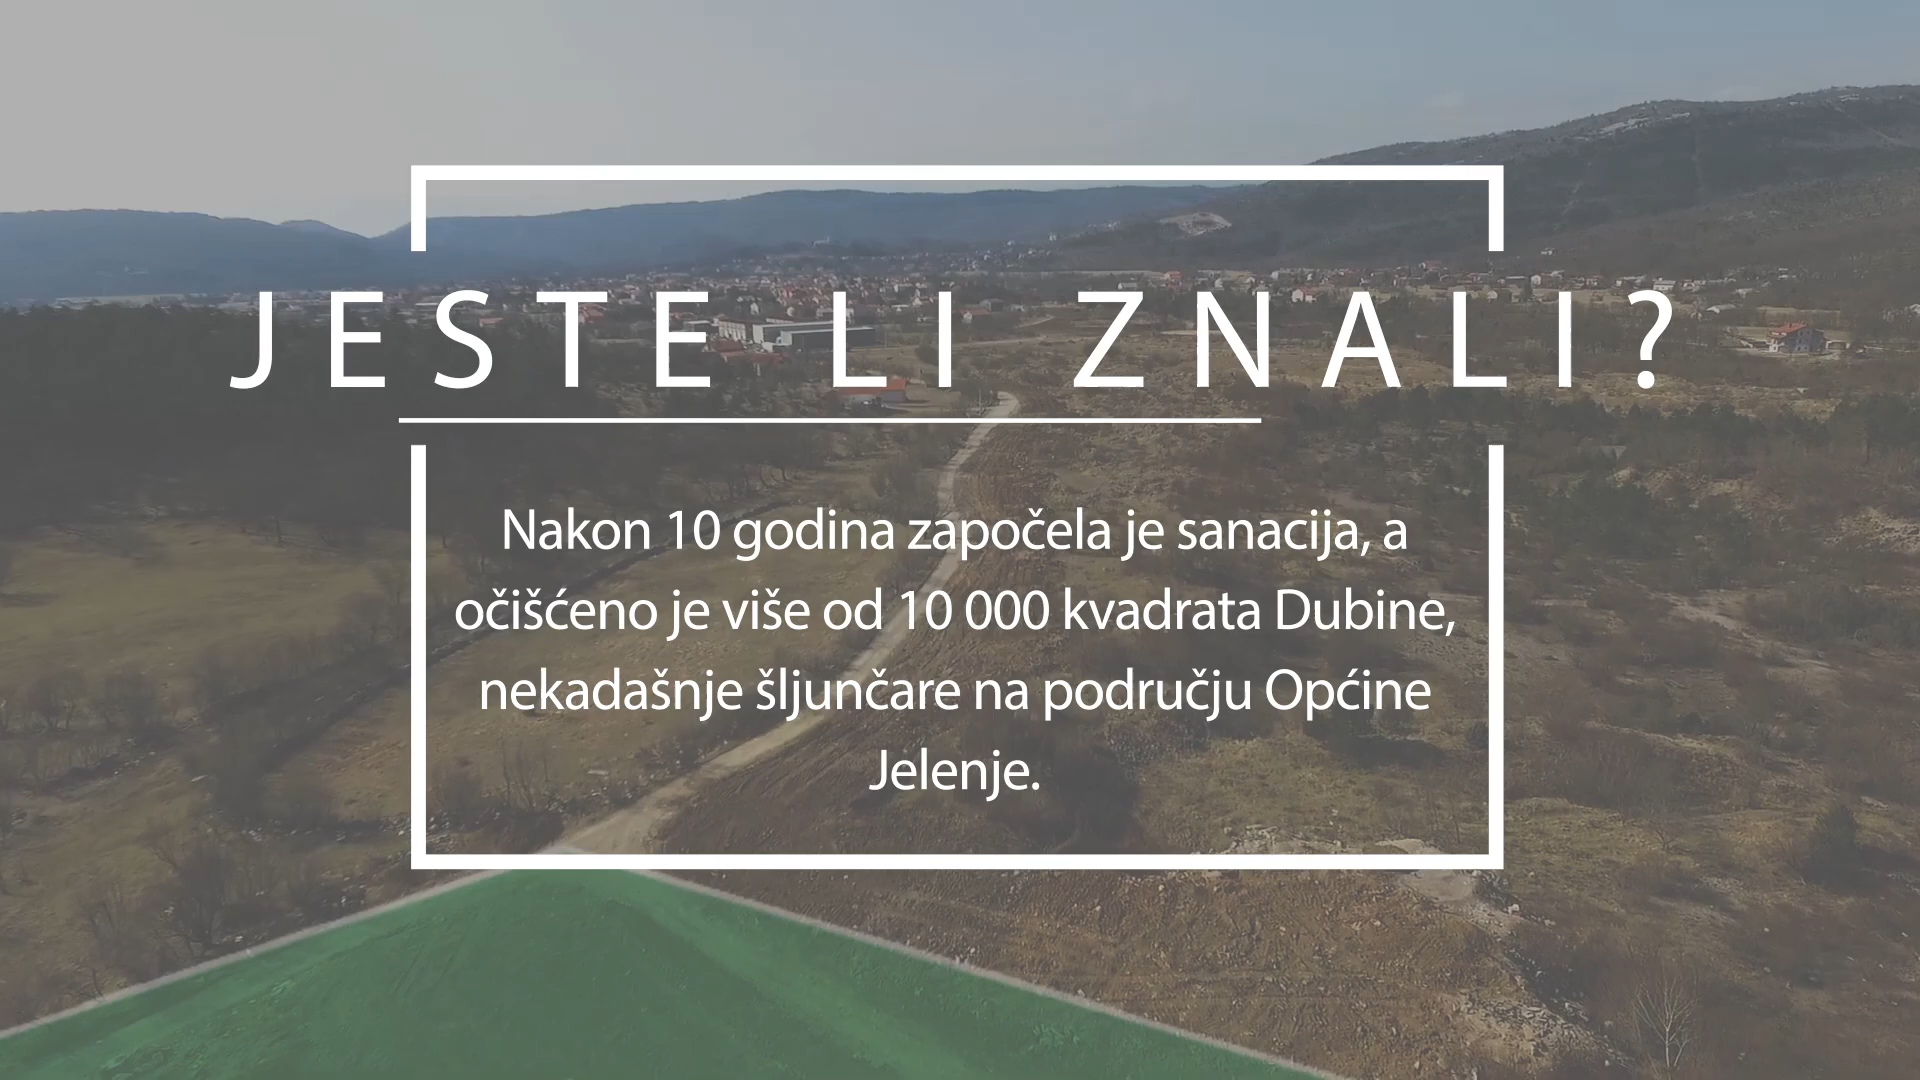 JESTE LI ZNALI?
Nakon 10 godina započela je sanacija, a
očišćeno je više od 10 000 kvadrata Dubine,
nekadašnje šljunčare na području Općine
Jelenje.